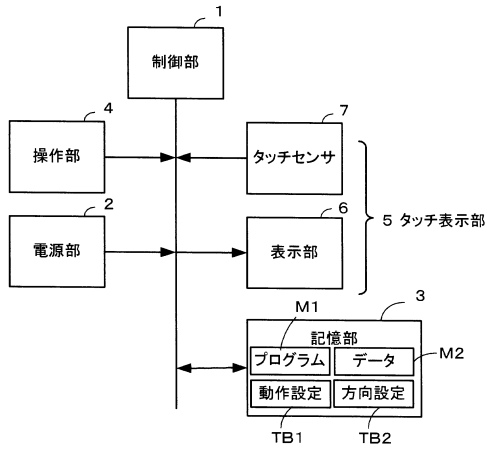 1
制御部
4
操作部
7
タッチセンサ
2
電源部
6
表示部
5 タッチ表示部
3
M1
記憶部
プログラム
データ
M2
動作設定
方向設定
TB1
TB2